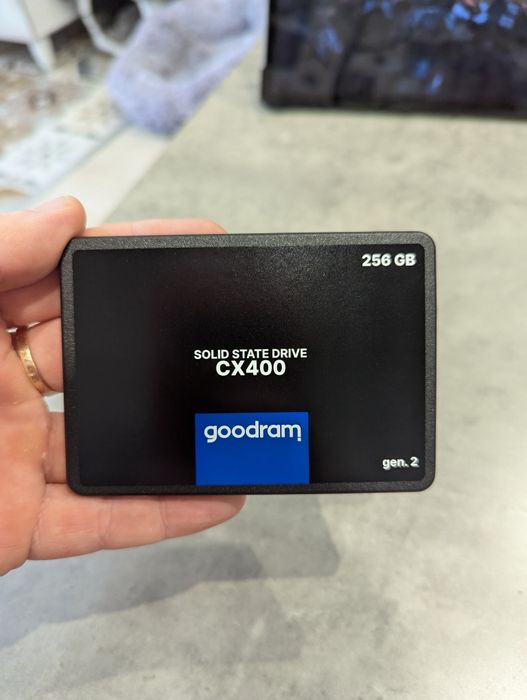 256 GB
SOLID STATE DRIVE
CX400
goodram
gen. 2